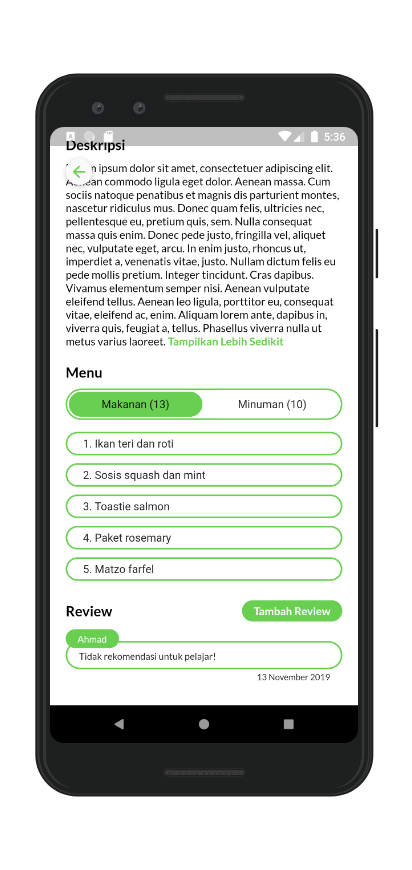 5:36
Deskripsi
ipsum dolor sit amet, consectetuer adipiscing elit.
Aenean commodo ligula eget dolor. Aenean massa. Cum
sociis natoque penatibus et magnis dis parturient montes,
nascetur ridiculus mus. Donec quam felis, ultricies nec,
pellentesque eu, pretium quis, sem. Nulla consequat
massa quis enim. Donec pede justo, fringilla vel, aliquet
nec, vulputate eget, arcu. In enim justo, rhoncus ut,
imperdiet a, venenatis vitae, justo. Nullam dictum felis eu
pede mollis pretium. Integer tincidunt. Cras dapibus.
Vivamus elementum semper nisi. Aenean vulputate
eleifend tellus. Aenean leo ligula, porttitor eu, consequat
vitae, eleifend ac, enim. Aliquam lorem ante, dapibus in,
viverra quis, feugiat a, tellus. Phasellus viverra nulla ut
metus varius laoreet. Tampilkan Lebih Sedikit
Menu
Makanan (13) Minuman (10)
1. Ikan teri dan roti
2. Sosis squash dan mint
3. Toastie salmon
4. Paket rosemary
5. Matzo farfel
Review Tambah Review
Ahmad
Tidak rekomendasi untuk pelajar!
13 November 2019